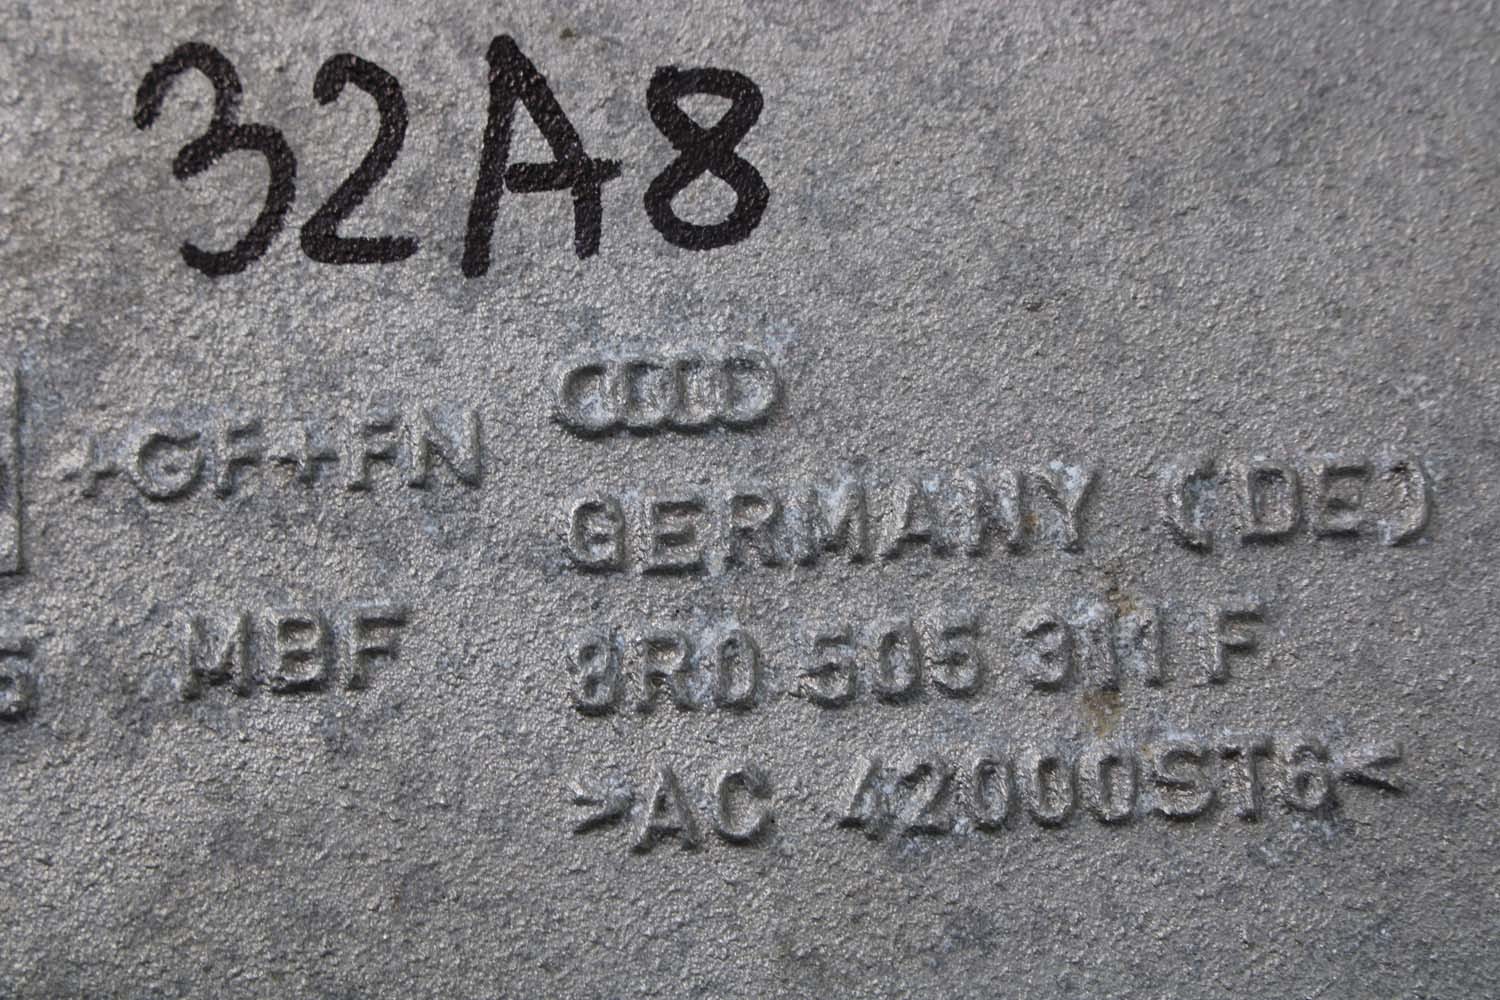 32A8
+GF+FN
GERMANY (DE)
MBF
8R0 505 311 F
>AC 42000ST6<